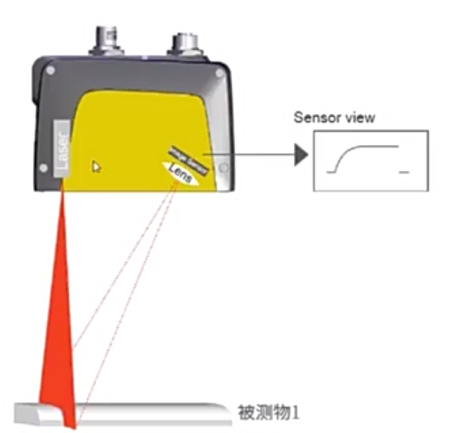 Sensor view
Laser
Image Sensor
Lens
被测物1